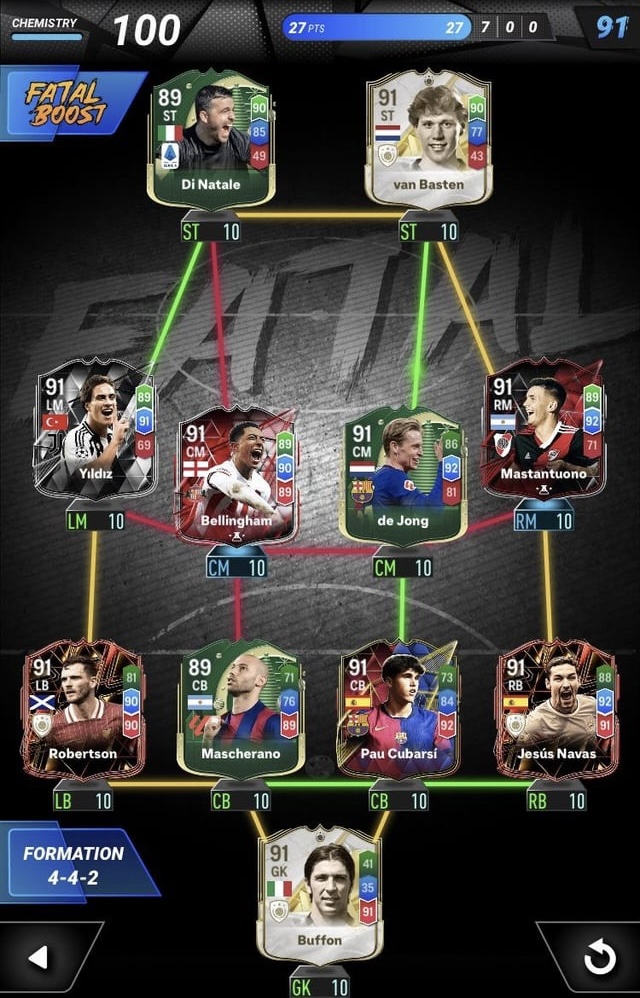 CHEMISTRY 100 27 PTS 27 7 0 0 91
FATAL
BOOST
89 91
ST ST
90 90
85 77
49 43
Di Natale van Basten
ST 10 ST 10
FATAL
91 91
LM RM
89 89
91 92
69 71
Yıldız Mastantuono
LM 10 RM 10
91 91
CM CM
89 86
90 92
89 81
Bellingham de Jong
CM 10 CM 10
91 89 91 91
LB CB CB RB
81 71 73 88
90 76 84 92
90 89 92 91
Robertson Mascherano Pau Cubarsí Jesús Navas
LB 10 CB 10 CB 10 RB 10
FORMATION
4-4-2
91
GK
41
35
91
Buffon
GK 10